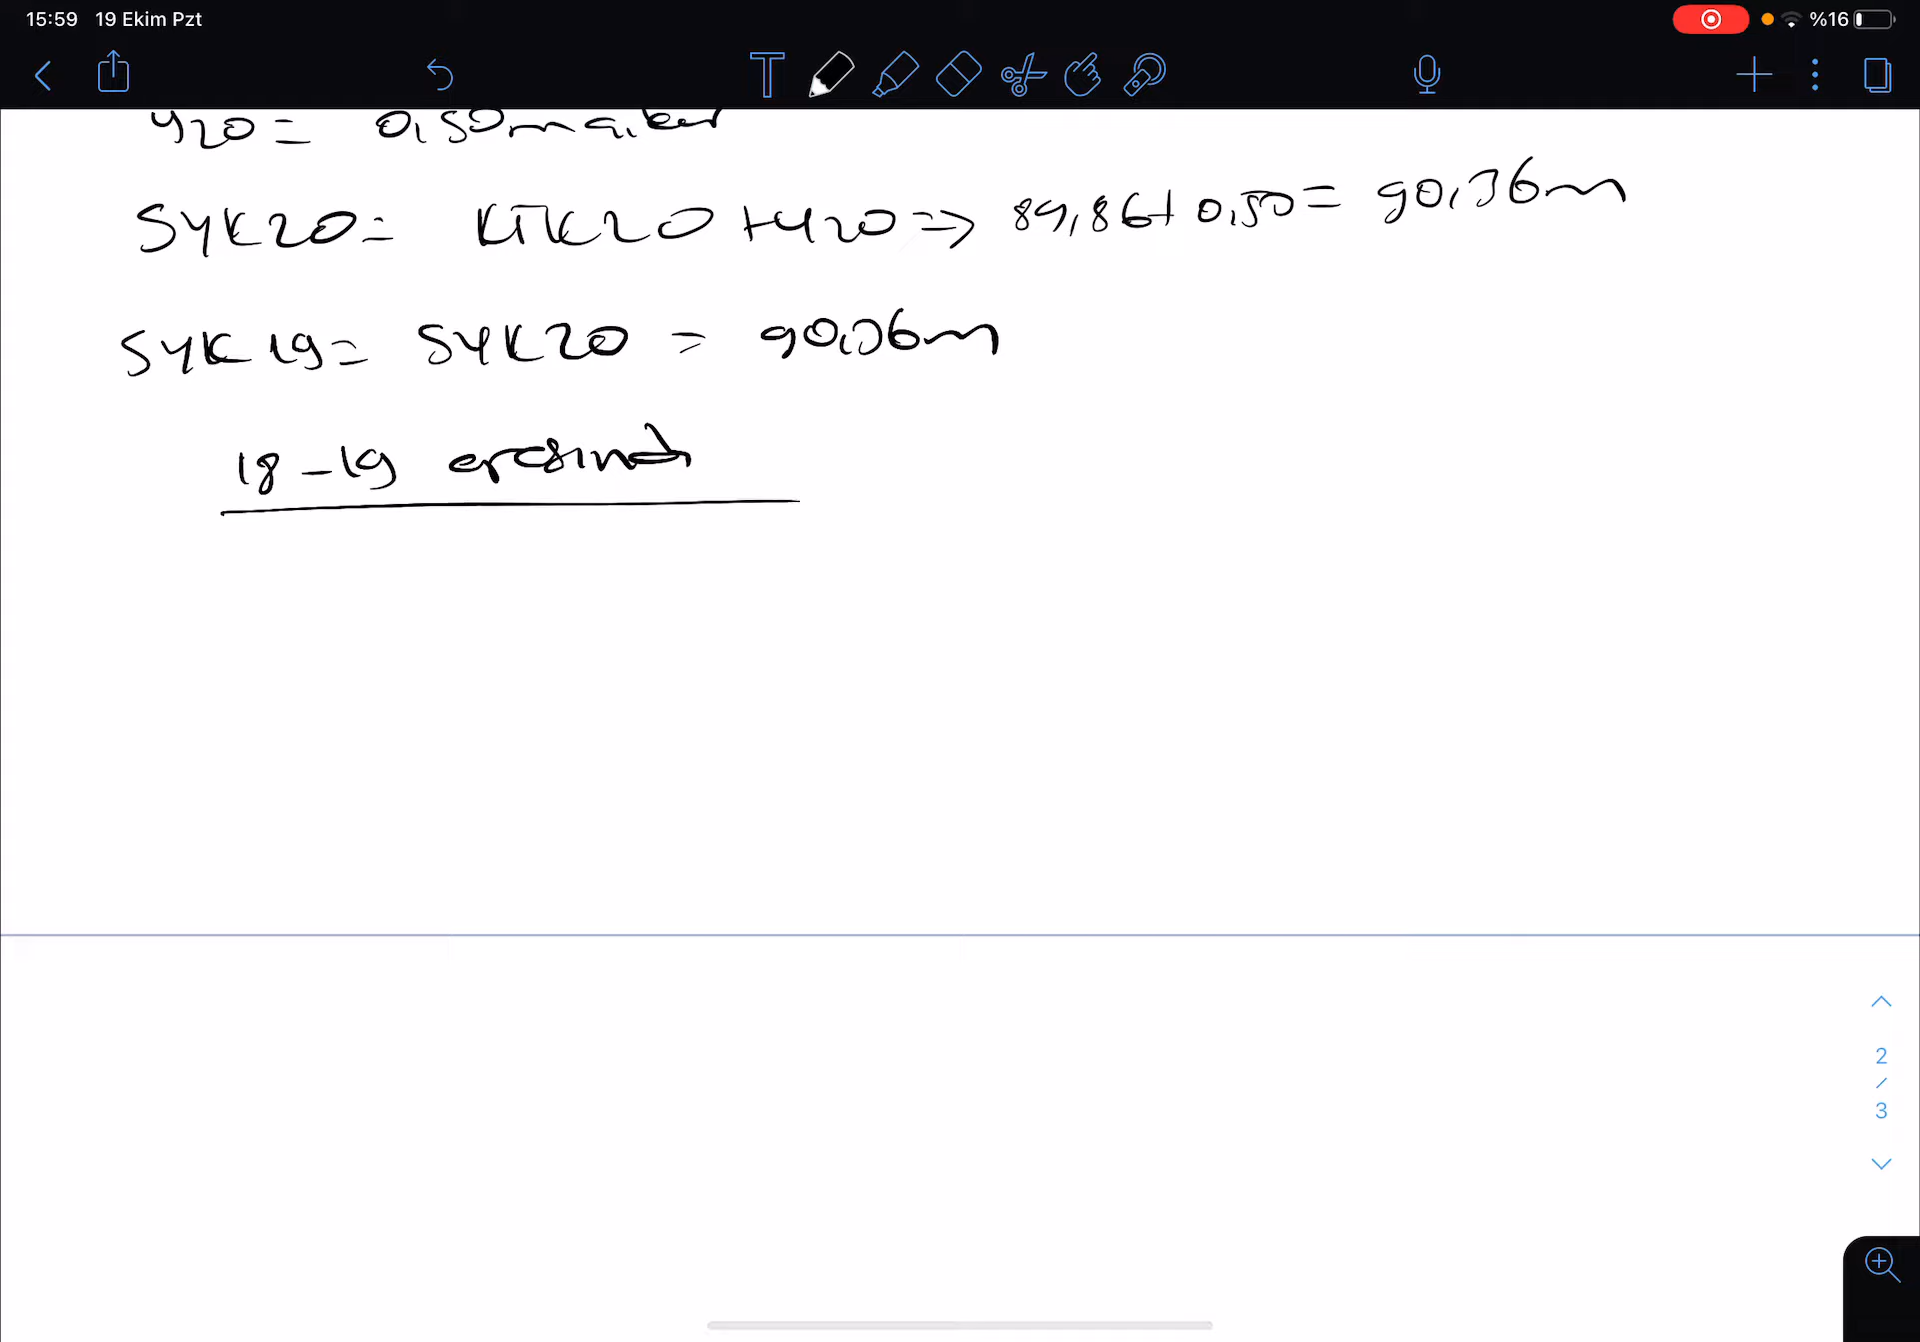 15:59 19 Ekim Pzt %16
T
y20 = 0,50m
SYK20 = KTK20 + y20 => 89,86 + 0,50 = 90,36m
SYK19 = SYK20 = 90,36m
18-19 arasında
2
/
3